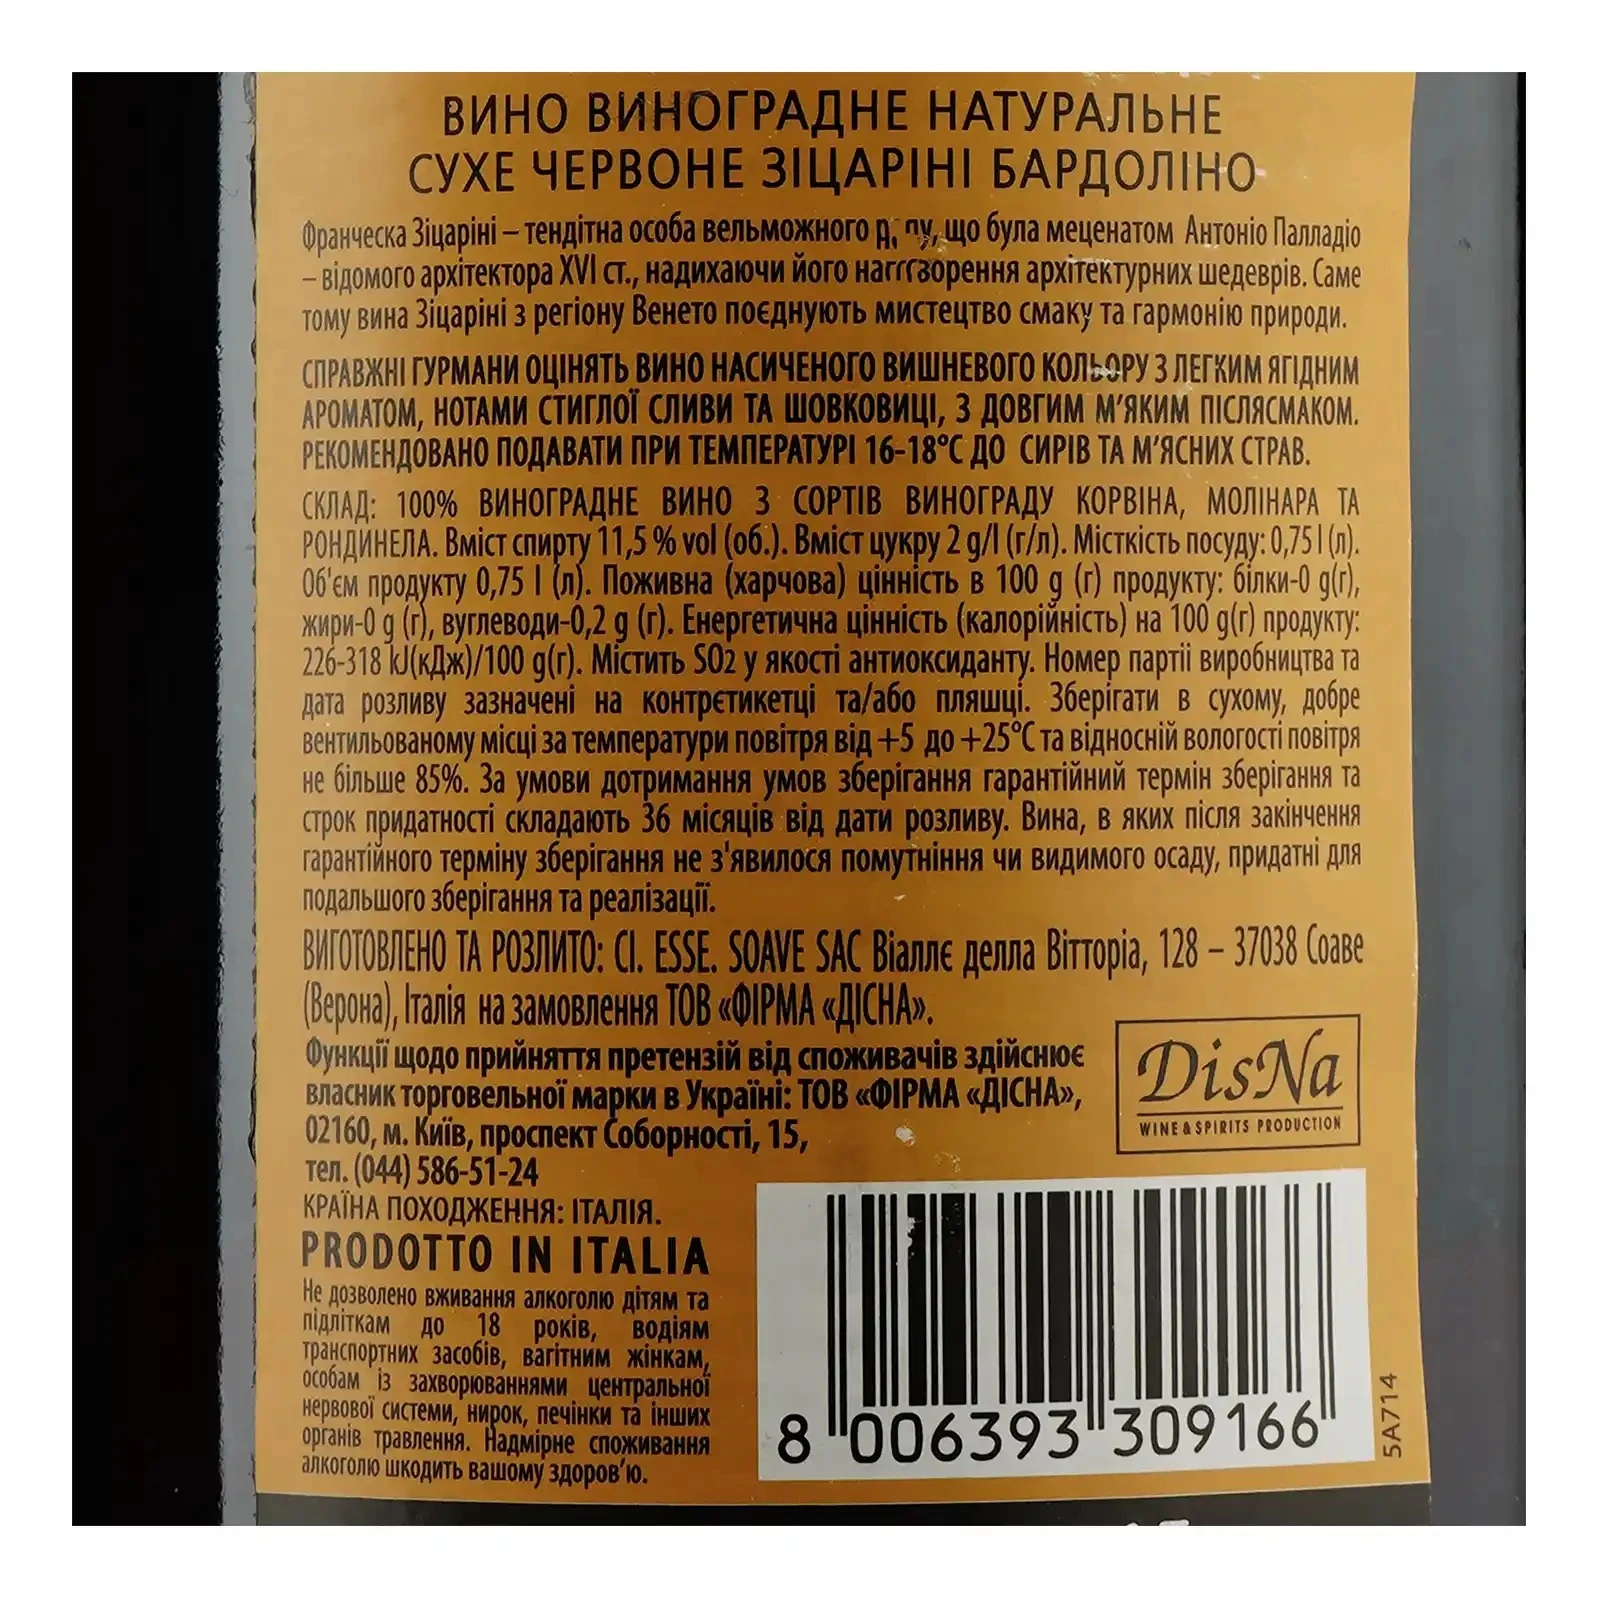 ВИНО ВИНОГРАДНЕ НАТУРАЛЬНЕ
СУХЕ ЧЕРВОНЕ ЗІЦАРІНІ БАРДОЛІНО
Франческа Зіцаріні – тендітна особа вельможного що була меценатом Антоніо Палладіо
– відомого архітектора XVI ст., надихаючи його архітектурних шедеврів. Саме
тому вина Зіцаріні з регіону Венето поєднують мистецтво смаку та гармонію природи.
СПРАВЖНІ ГУРМАНИ ОЦІНЯТЬ ВИНО НАСИЧЕНОГО ВИШНЕВОГО КОЛЬОРУ З ЛЕГКИМ ЯГІДНИМ
АРОМАТОМ, НОТАМИ СТИГЛОЇ СЛИВИ ТА ШОВКОВИЦІ, З ДОВГИМ М'ЯКИМ ПІСЛЯСМАКОМ.
РЕКОМЕНДОВАНО ПОДАВАТИ ПРИ ТЕМПЕРАТУРІ 16-18°C ДО СИРІВ ТА М'ЯСНИХ СТРАВ.
СКЛАД: 100% ВИНОГРАДНЕ ВИНО З СОРТІВ ВИНОГРАДУ КОРВІНА, МОЛІНАРА ТА
РОНДИНЕЛА. Вміст спирту 11,5 % vol (об.). Вміст цукру 2 g/l (г/л). Місткість посуду: 0,75 l (л).
Об'єм продукту 0,75 l (л). Поживна (харчова) цінність в 100 g (г) продукту: білки-0 g(г),
жири-0 g (г), вуглеводи-0,2 g (г). Енергетична цінність (калорійність) на 100 g(г) продукту:
226-318 kJ(кДж)/100 g(г). Містить SO2 у якості антиоксиданту. Номер партії виробництва та
дата розливу зазначені на контретикетці та/або пляшці. Зберігати в сухому, добре
вентильованому місці за температури повітря від +5 до +25°C та відносній вологості повітря
не більше 85%. За умови дотримання умов зберігання гарантійний термін зберігання та
строк придатності складають 36 місяців від дати розливу. Вина, в яких після закінчення
гарантійного терміну зберігання не з'явилося помутніння чи видимого осаду, придатні для
подальшого зберігання та реалізації.
ВИГОТОВЛЕНО ТА РОЗЛИТО: CI. ESSE. SOAVE SAC Віаллє делла Вітторіа, 128 – 37038 Соаве
(Верона), Італія на замовлення ТОВ «ФІРМА «ДІСНА».
Функції щодо прийняття претензій від споживачів здійснює
власник торговельної марки в Україні: ТОВ «ФІРМА «ДІСНА»,
02160, м. Київ, проспект Соборності, 15,
тел. (044) 586-51-24
DisNa
WINE & SPIRITS PRODUCTION
КРАЇНА ПОХОДЖЕННЯ: ІТАЛІЯ.
PRODOTTO IN ITALIA
Не дозволено вживання алкоголю дітям та
підліткам до 18 років, водіям
транспортних засобів, вагітним жінкам,
особам із захворюваннями центральної
нервової системи, нирок, печінки та інших
органів травлення. Надмірне споживання
алкоголю шкодить вашому здоров'ю.
8 006393 309166
5A714